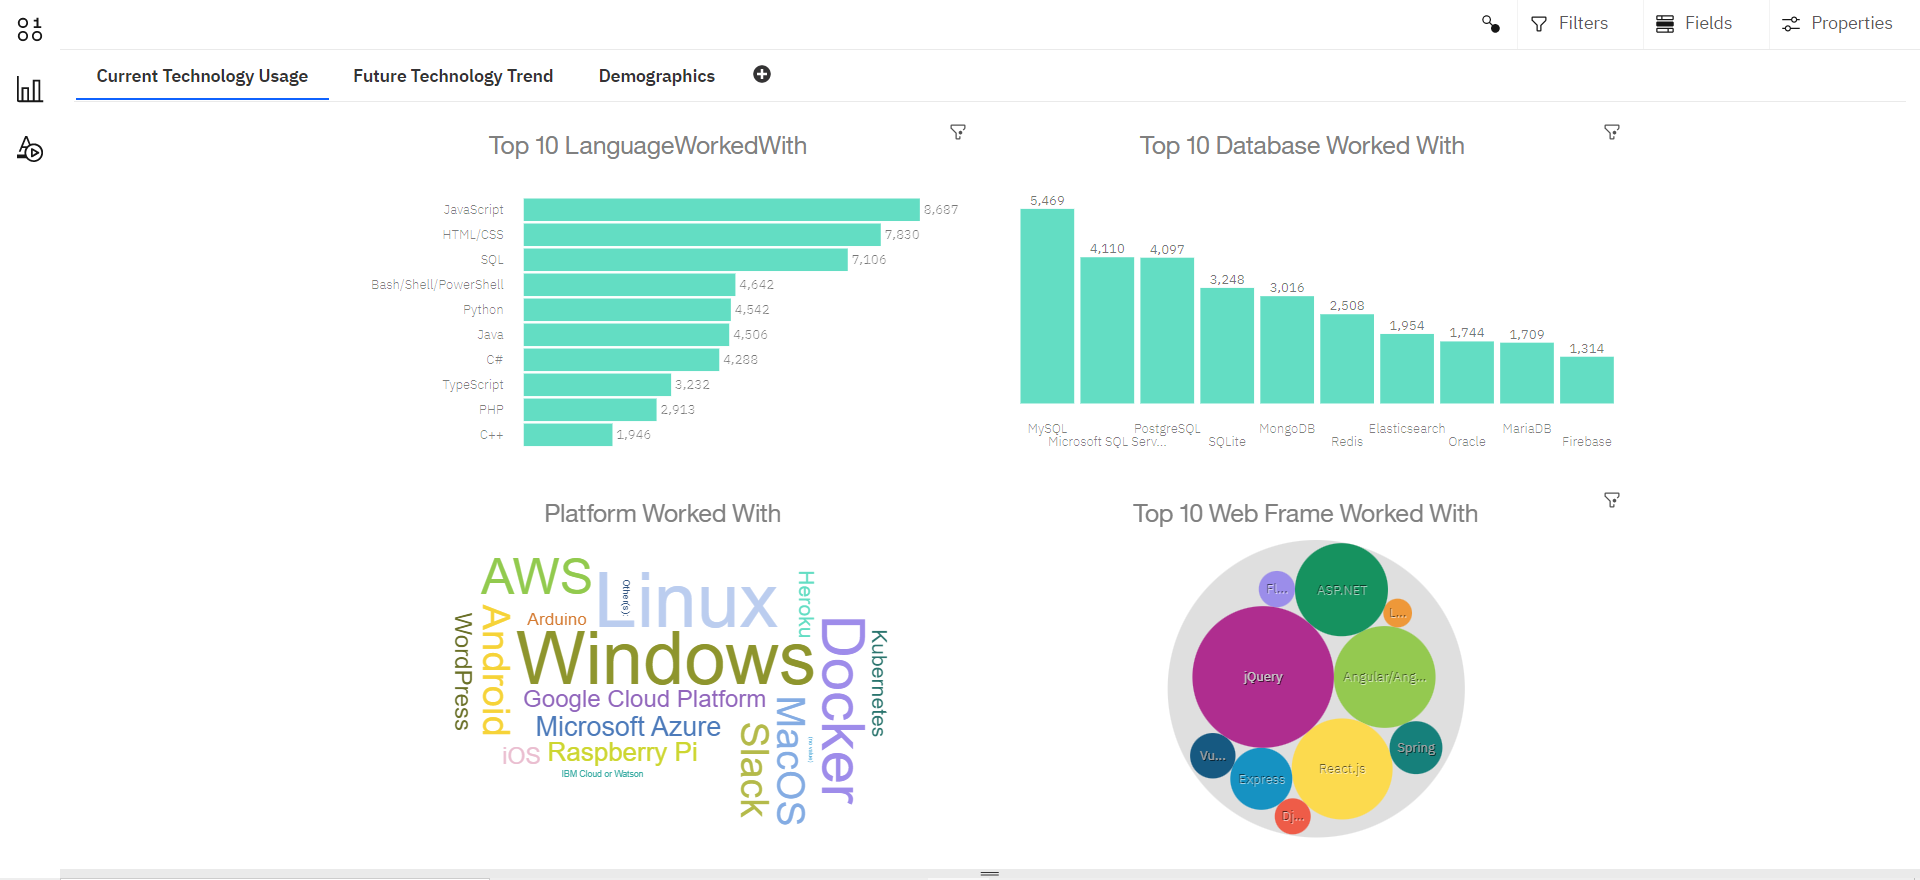 Filters
Fields
Properties
Current Technology Usage
Future Technology Trend
Demographics
Top 10 LanguageWorkedWith
JavaScript 8,687
HTML/CSS 7,830
SQL 7,106
Bash/Shell/PowerShell 4,642
Python 4,542
Java 4,506
C# 4,288
TypeScript 3,232
PHP 2,913
C++ 1,946
Top 10 Database Worked With
5,469
4,110
4,097
3,248
3,016
2,508
1,954
1,744
1,709
1,314
MySQL
Microsoft SQL Serv...
PostgreSQL
SQLite
MongoDB
Redis
Elasticsearch
Oracle
MariaDB
Firebase
Platform Worked With
AWS
Linux
Other(s):
Heroku
Arduino
WordPress
Android
Windows
Docker
Kubernetes
Google Cloud Platform
Microsoft Azure
MacOS
Slack
iOS
Raspberry Pi
(no value)
IBM Cloud or Watson
Top 10 Web Frame Worked With
ASP.NET
Fl...
L...
jQuery
Angular/Ang...
Spring
Vu...
Express
React.js
Dj...